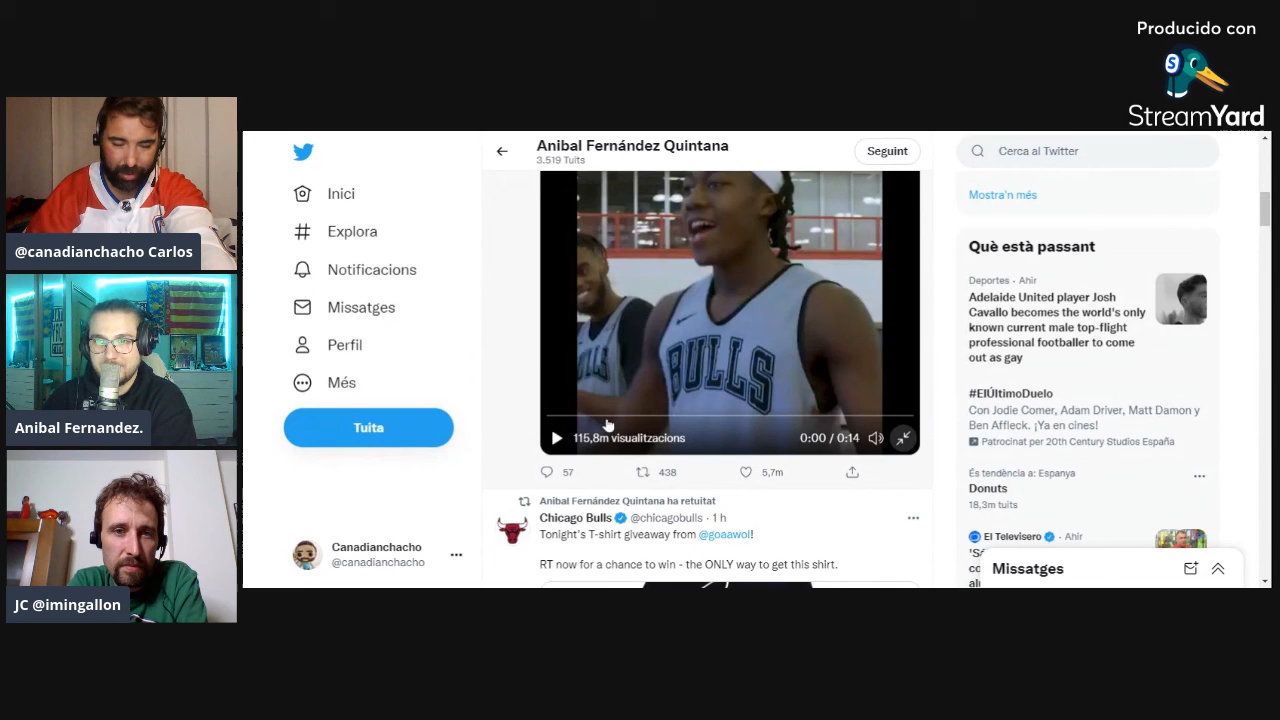 Producido con
StreamYard
@canadianchacho Carlos
Anibal Fernandez.
JC @imingallon
Inici
Explora
Notificacions
Missatges
Perfil
Més
Tuita
Canadianchacho
@canadianchacho
Anibal Fernández Quintana
3.519 Tuits
Seguint
BULLS
115,8m visualitzacions
0:00 / 0:14
57
438
5,7m
Anibal Fernández Quintana ha retuitat
Chicago Bulls @chicagobulls · 1 h
Tonight's T-shirt giveaway from @goaawol!
RT now for a chance to win - the ONLY way to get this shirt.
Cerca al Twitter
Mostra'n més
Què està passant
Deportes · Ahir
Adelaide United player Josh
Cavallo becomes the world's only
known current male top-flight
professional footballer to come
out as gay
#ElÚltimoDuelo
Con Jodie Comer, Adam Driver, Matt Damon y
Ben Affleck. ¡Ya en cines!
Patrocinat per 20th Century Studios España
És tendència a: Espanya
Donuts
18,3m tuits
El Televisero · Ahir
Missatges